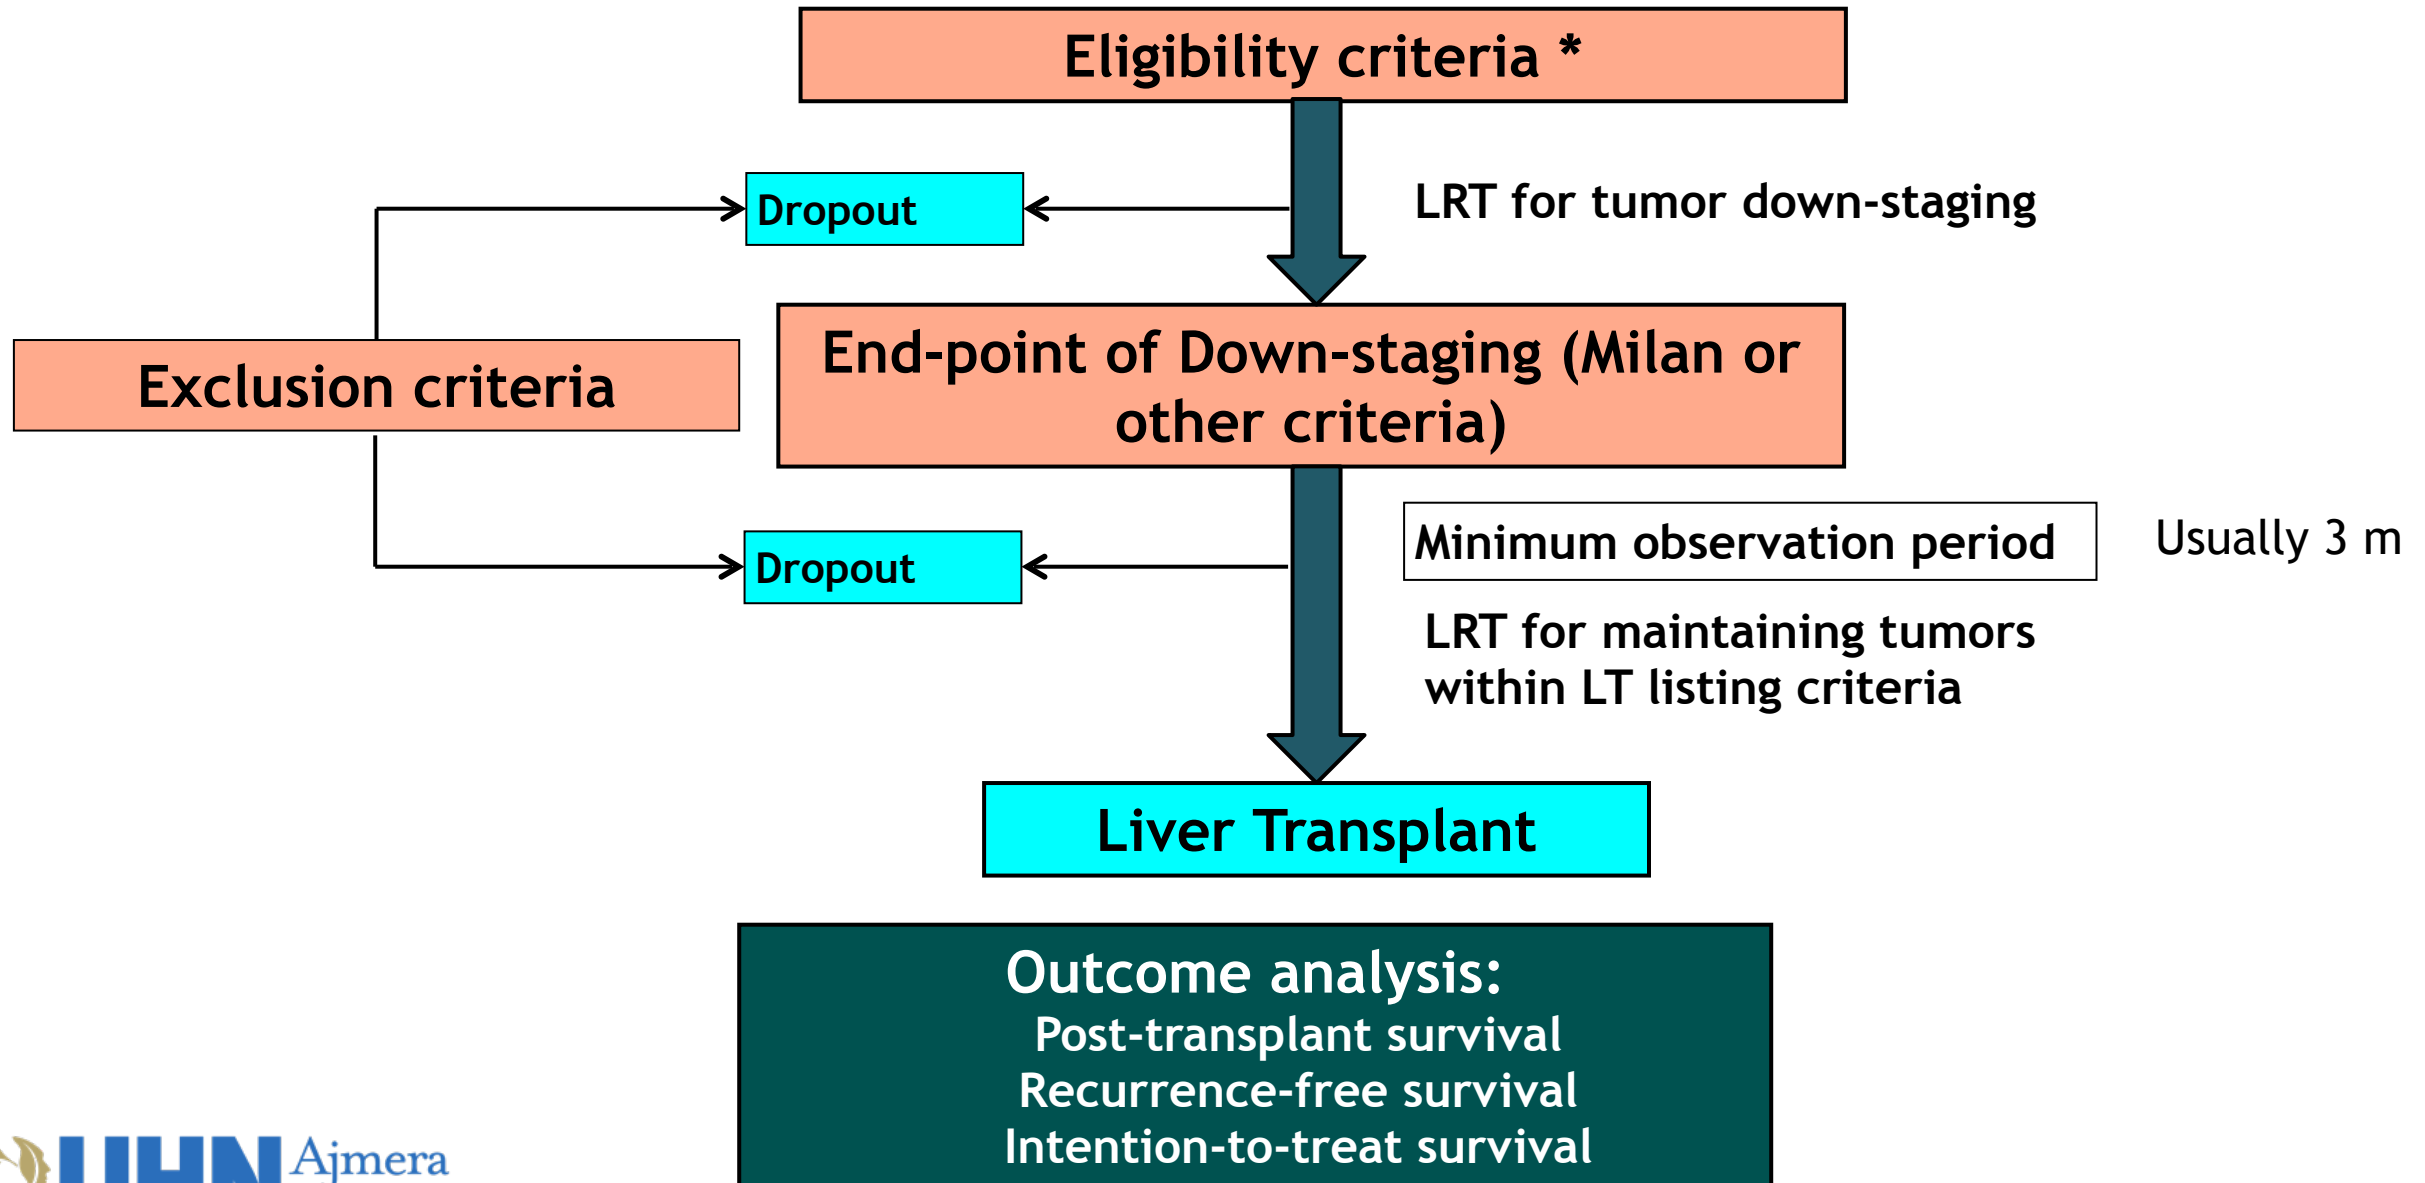 Eligibility criteria *
Dropout
LRT for tumor down-staging
End-point of Down-staging (Milan or
other criteria)
Exclusion criteria
Minimum observation period
Usually 3 m
Dropout
LRT for maintaining tumors
within LT listing criteria
Liver Transplant
Outcome analysis:
Post-transplant survival
Recurrence-free survival
Intention-to-treat survival
UHN Ajmera